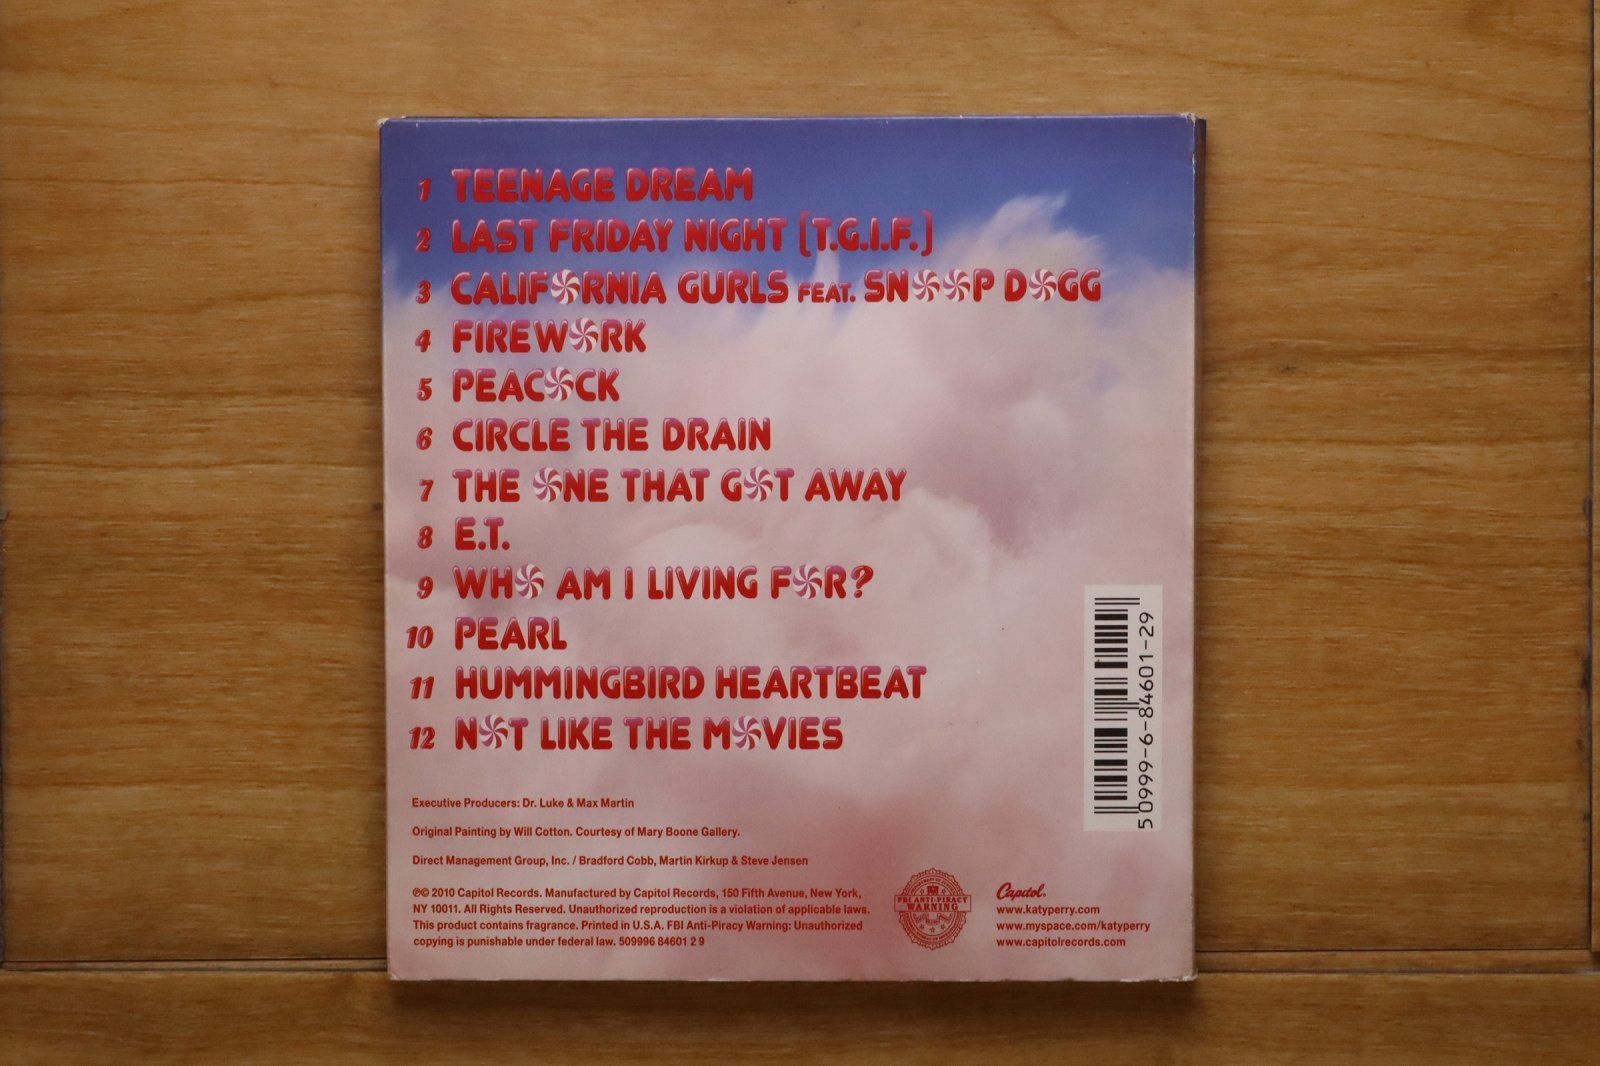 1 TEENAGE DREAM
2 LAST FRIDAY NIGHT (T.G.I.F.)
3 CALIFORNIA GURLS FEAT. SNOOP DOGG
4 FIREWORK
5 PEACOCK
6 CIRCLE THE DRAIN
7 THE ONE THAT GOT AWAY
8 E.T.
9 WHO AM I LIVING FOR?
10 PEARL
11 HUMMINGBIRD HEARTBEAT
12 NOT LIKE THE MOVIES
5 0999-6-84601-29
Executive Producers: Dr. Luke & Max Martin
Original Painting by Will Cotton. Courtesy of Mary Boone Gallery.
Direct Management Group, Inc. / Bradford Cobb, Martin Kirkup & Steve Jensen
℗© 2010 Capitol Records. Manufactured by Capitol Records, 150 Fifth Avenue, New York,
NY 10011. All Rights Reserved. Unauthorized reproduction is a violation of applicable laws.
This product contains fragrance. Printed in U.S.A. FBI Anti-Piracy Warning: Unauthorized
copying is punishable under federal law. 509996 84601 2 9
FBI ANTI-PIRACY
WARNING
Capitol®
www.katyperry.com
www.myspace.com/katyperry
www.capitolrecords.com